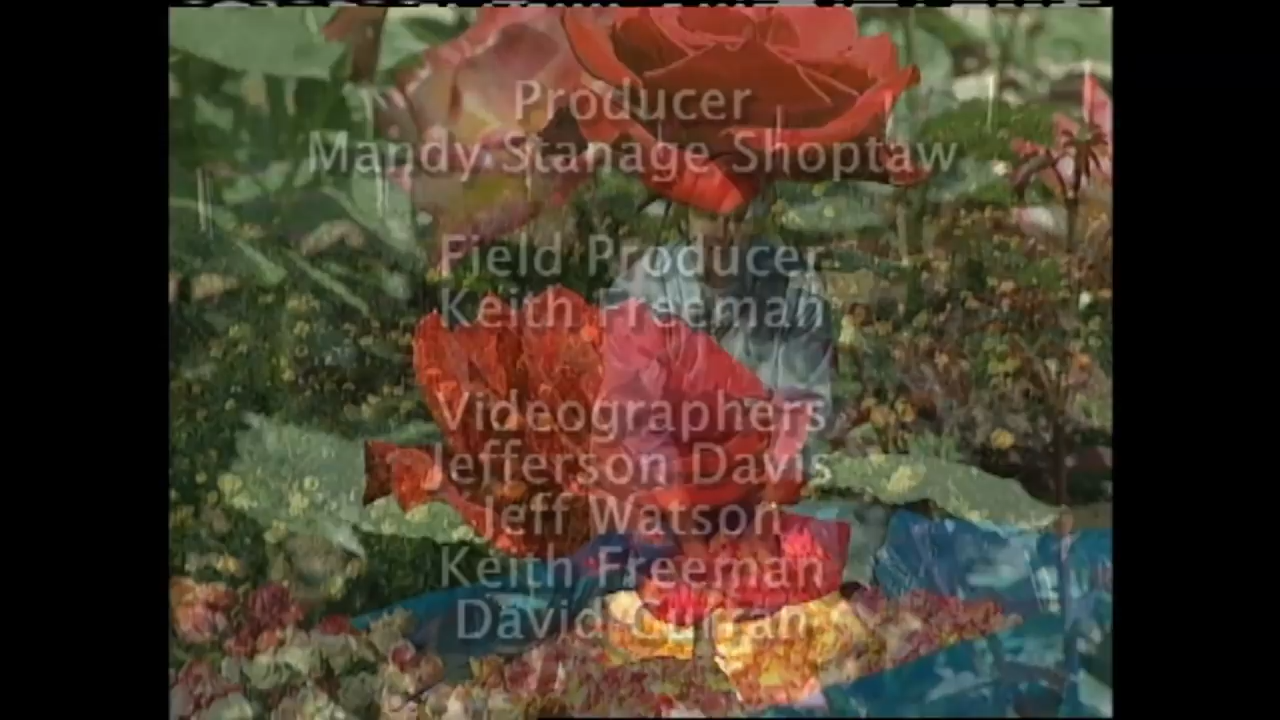 Producer
Mandy Stanage Shoptaw
Field Producer
Keith Freeman
Videographers
Jefferson Davis
Jeff Watson
Keith Freeman
David Curran